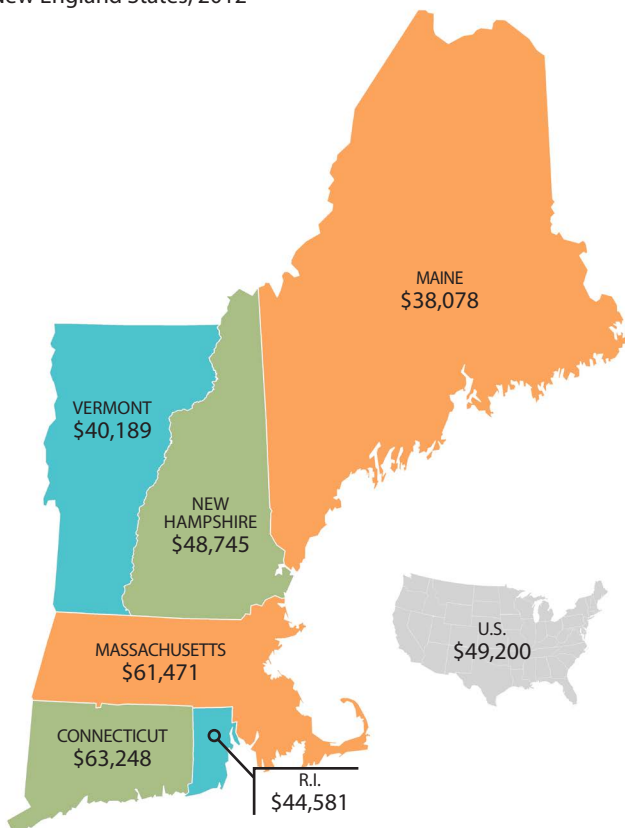 New England States, 2012
MAINE
$38,078
VERMONT
$40,189
NEW
HAMPSHIRE
$48,745
MASSACHUSETTS
$61,471
U.S.
$49,200
CONNECTICUT
$63,248
R.I.
$44,581